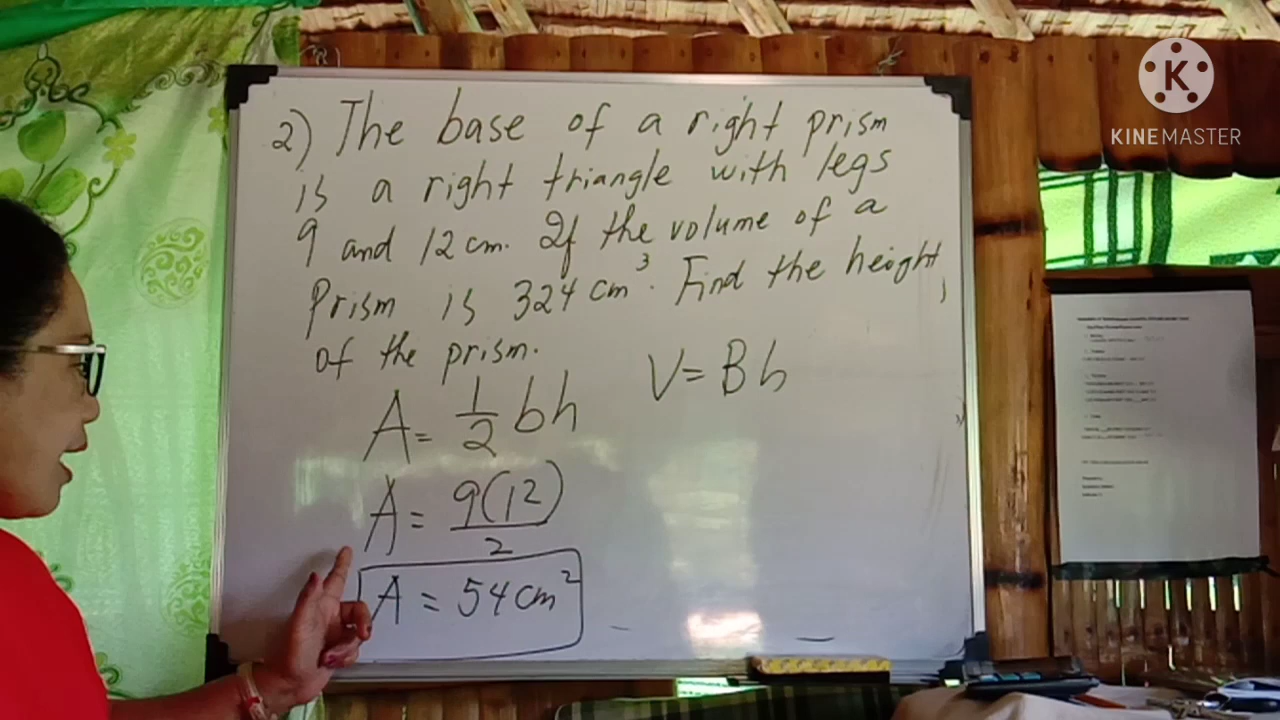 2) The base of a right prism
is a right triangle with legs
9 and 12 cm. If the volume of a
Prism is 324 cm³. Find the height
of the prism.
V = Bh
A = 1/2 bh
A = 9(12)/2
A = 54 cm²
KINEMASTER